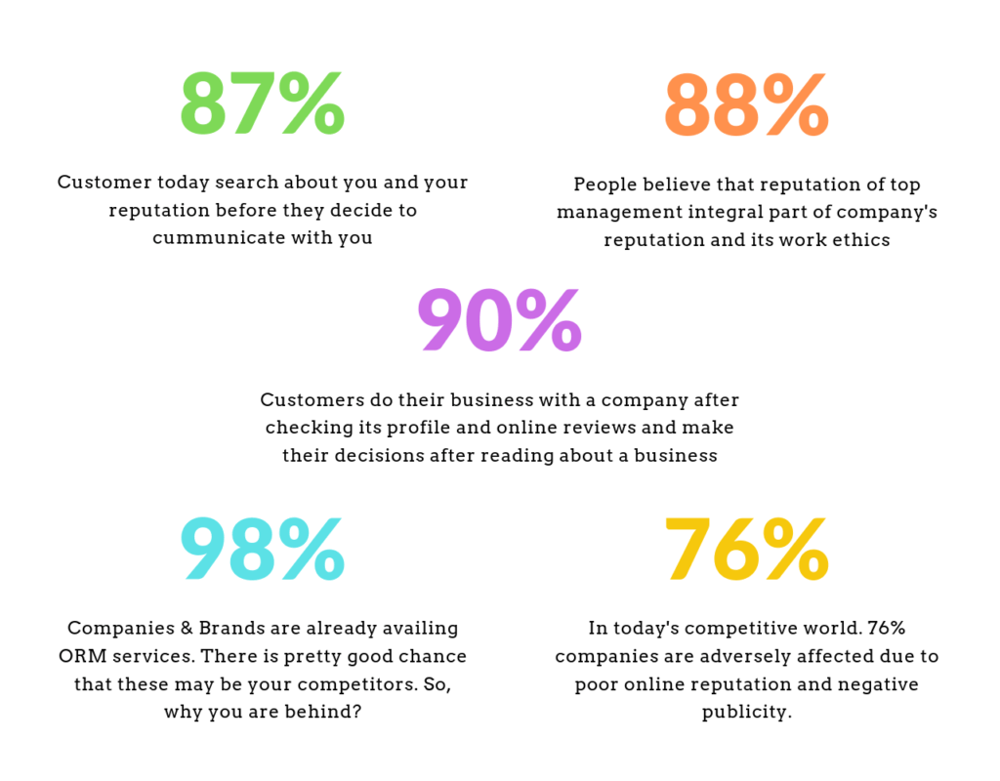 87%
Customer today search about you and your
reputation before they decide to
cummunicate with you
88%
People believe that reputation of top
management integral part of company's
reputation and its work ethics
90%
Customers do their business with a company after
checking its profile and online reviews and make
their decisions after reading about a business
98%
Companies & Brands are already availing
ORM services. There is pretty good chance
that these may be your competitors. So,
why you are behind?
76%
In today's competitive world. 76%
companies are adversely affected due to
poor online reputation and negative
publicity.